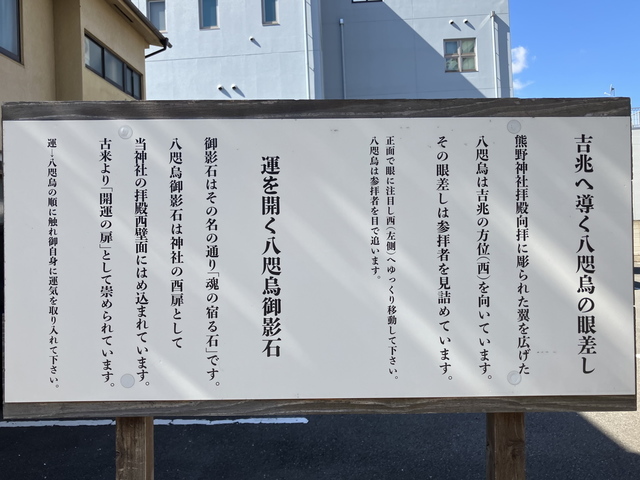 吉兆へ導く八咫烏の眼差し
熊野神社拝殿向拝に彫られた翼を広げた
八咫烏は吉兆の方位(西)を向いています。
その眼差しは参拝者を見詰めています。
正面で眼に注目し西(左側)へゆっくり移動して下さい。
八咫烏は参拝者を目で追います。
運を開く八咫烏御影石
御影石はその名の通り「魂の宿る石」です。
八咫烏御影石は神社の西扉として
当神社の拝殿西壁面にはめ込まれています。
古来より「開運の扉」として崇められています。
運→八咫烏の順に触れ御自身に運気を取り入れて下さい。